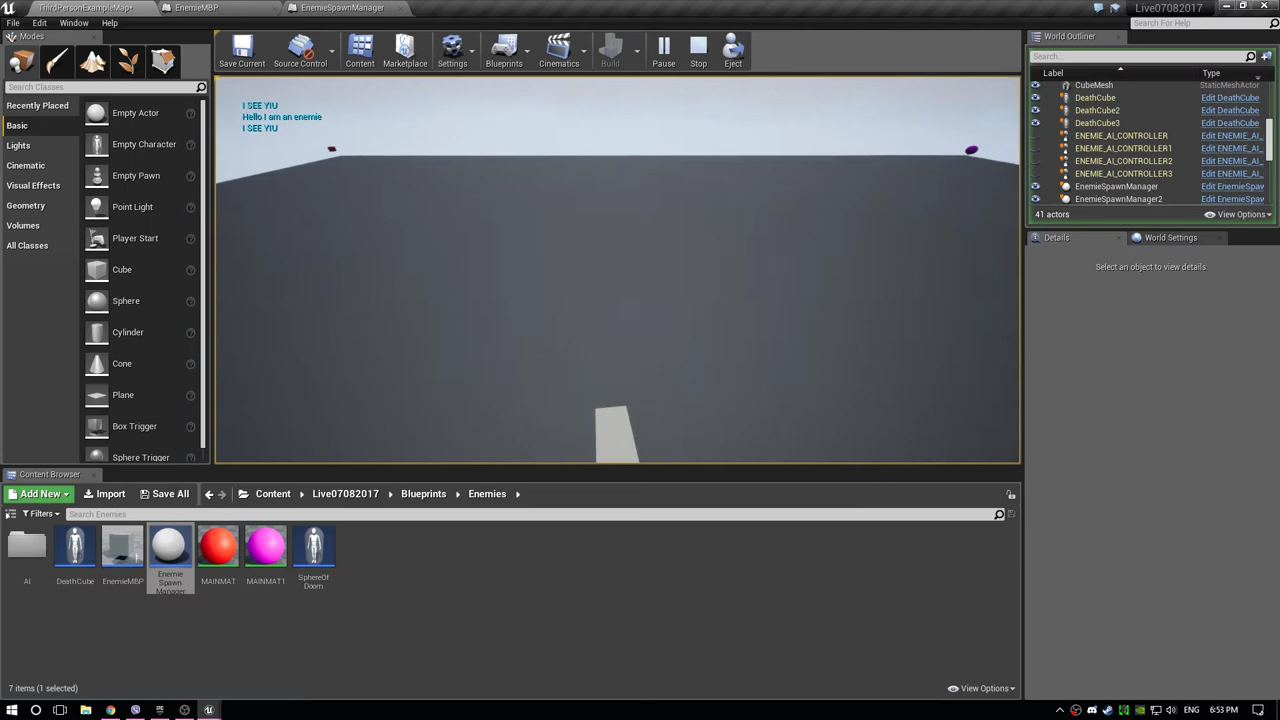 ThirdPersonExampleMap*
EnemieMBP
EnemieSpawnManager
Live07082017
File Edit Window Help
Search For Help
Modes
Search Classes
Recently Placed
Basic
Lights
Cinematic
Visual Effects
Geometry
Volumes
All Classes
Empty Actor
Empty Character
Empty Pawn
Point Light
Player Start
Cube
Sphere
Cylinder
Cone
Plane
Box Trigger
Sphere Trigger
Save Current
Source Control
Content
Marketplace
Settings
Blueprints
Cinematics
Build
Pause
Stop
Eject
I SEE YIU
Hello I am an enemie
I SEE YIU
World Outliner
Search...
Label Type
CubeMesh StaticMeshActor
DeathCube Edit DeathCube
DeathCube2 Edit DeathCube
DeathCube3 Edit DeathCube
ENEMIE_AI_CONTROLLER Edit ENEMIE_AI_
ENEMIE_AI_CONTROLLER1 Edit ENEMIE_AI_
ENEMIE_AI_CONTROLLER2 Edit ENEMIE_AI_
ENEMIE_AI_CONTROLLER3 Edit ENEMIE_AI_
EnemieSpawnManager Edit EnemieSpaw
EnemieSpawnManager2 Edit EnemieSpaw
41 actors
View Options
Details
World Settings
Select an object to view details.
Content Browser
Add New
Import
Save All
Content
Live07082017
Blueprints
Enemies
Filters
Search Enemies
AI
DeathCube
EnemieMBP
Enemie
Spawn
Manager
MAINMAT
MAINMAT1
SphereOf
Doom
7 items (1 selected)
View Options
ENG
6:53 PM